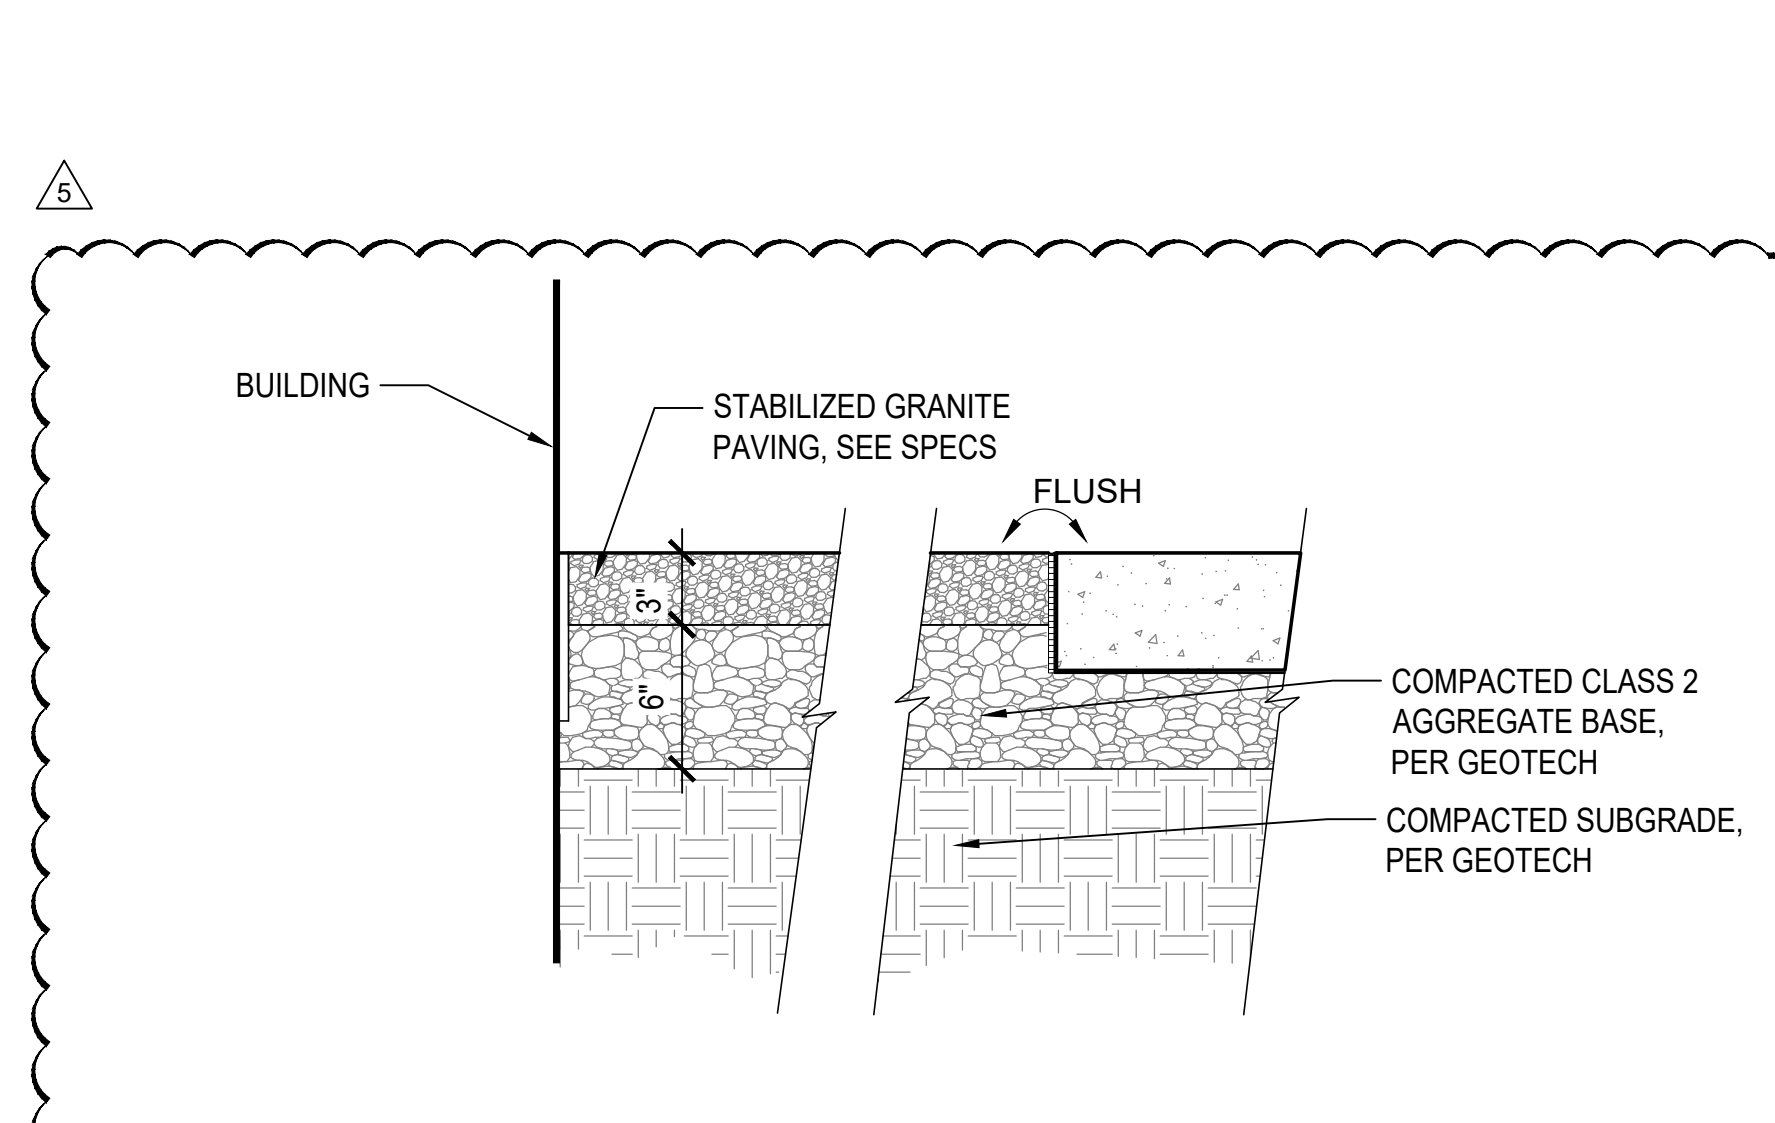 5
BUILDING
STABILIZED GRANITE
PAVING, SEE SPECS
FLUSH
3"
6"
COMPACTED CLASS 2
AGGREGATE BASE,
PER GEOTECH
COMPACTED SUBGRADE,
PER GEOTECH